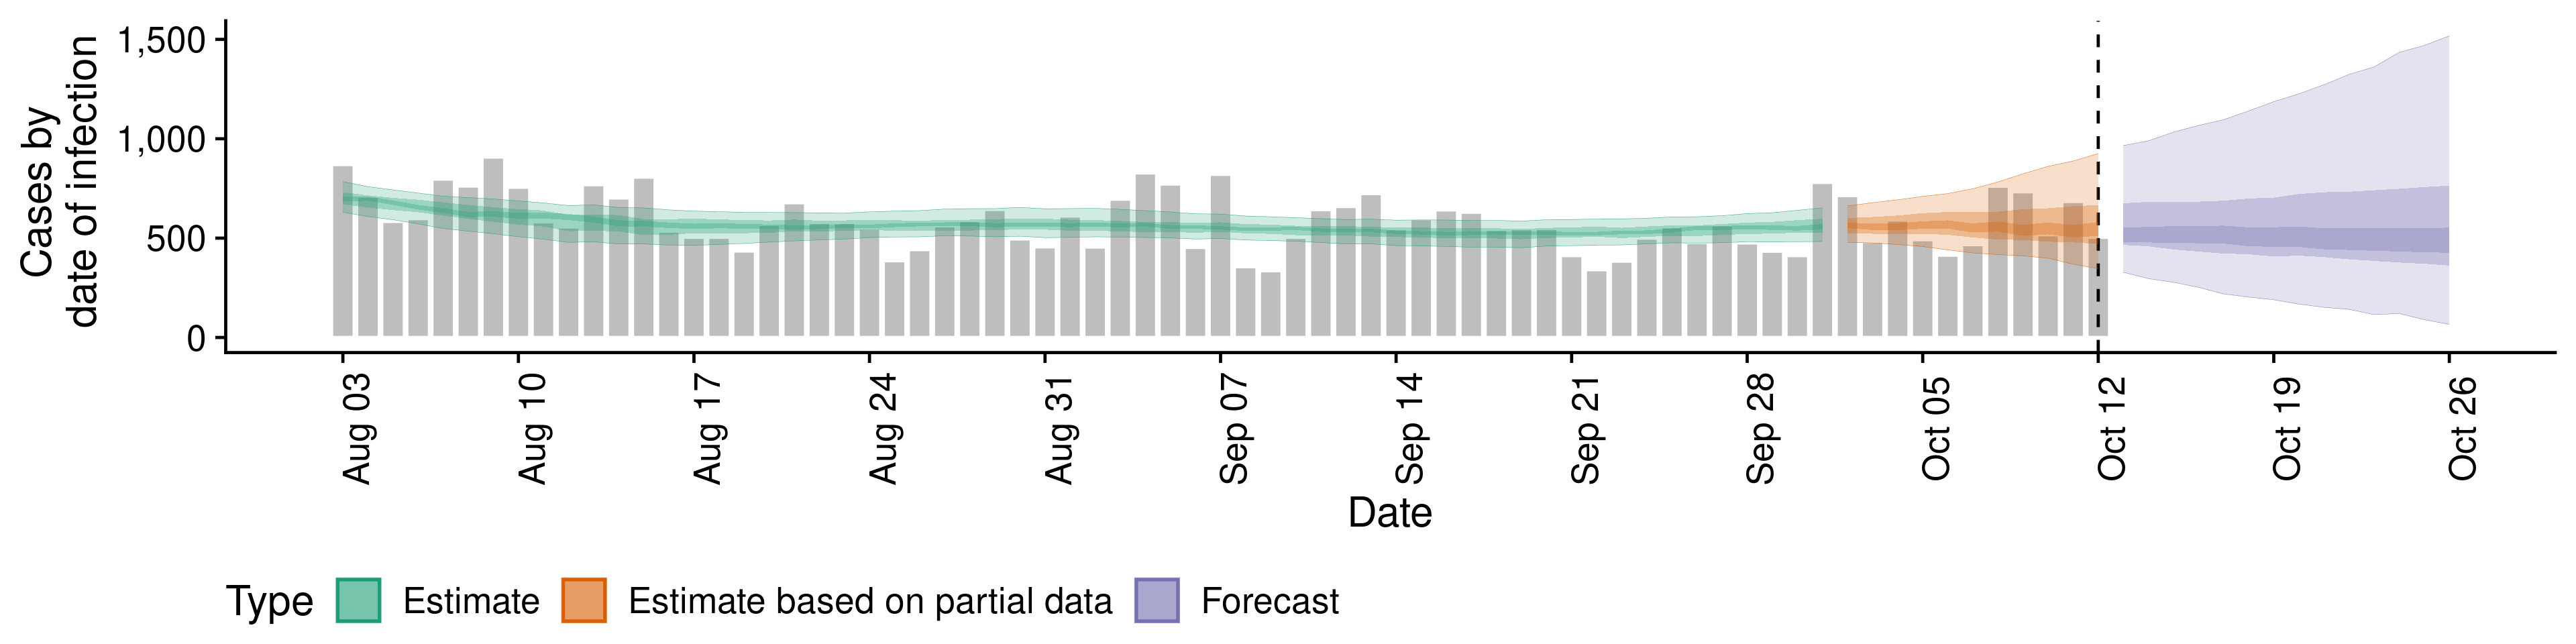 Cases by
date of infection
1,500
1,000
500
0
Aug 03
Aug 10
Aug 17
Aug 24
Aug 31
Sep 07
Sep 14
Sep 21
Sep 28
Oct 05
Oct 12
Oct 19
Oct 26
Date
Type Estimate Estimate based on partial data Forecast